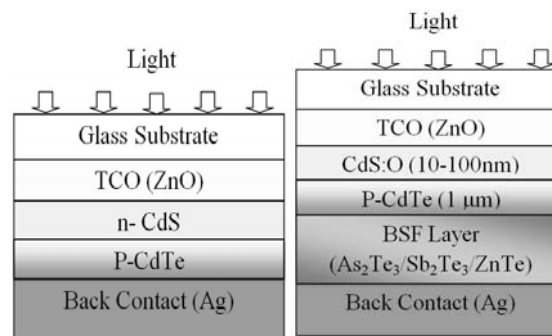 Light
Glass Substrate
TCO (ZnO)
n- CdS
P-CdTe
Back Contact (Ag)
Light
Glass Substrate
TCO (ZnO)
CdS:O (10-100nm)
P-CdTe (1 μm)
BSF Layer
(As₂Te₃/Sb₂Te₃/ZnTe)
Back Contact (Ag)